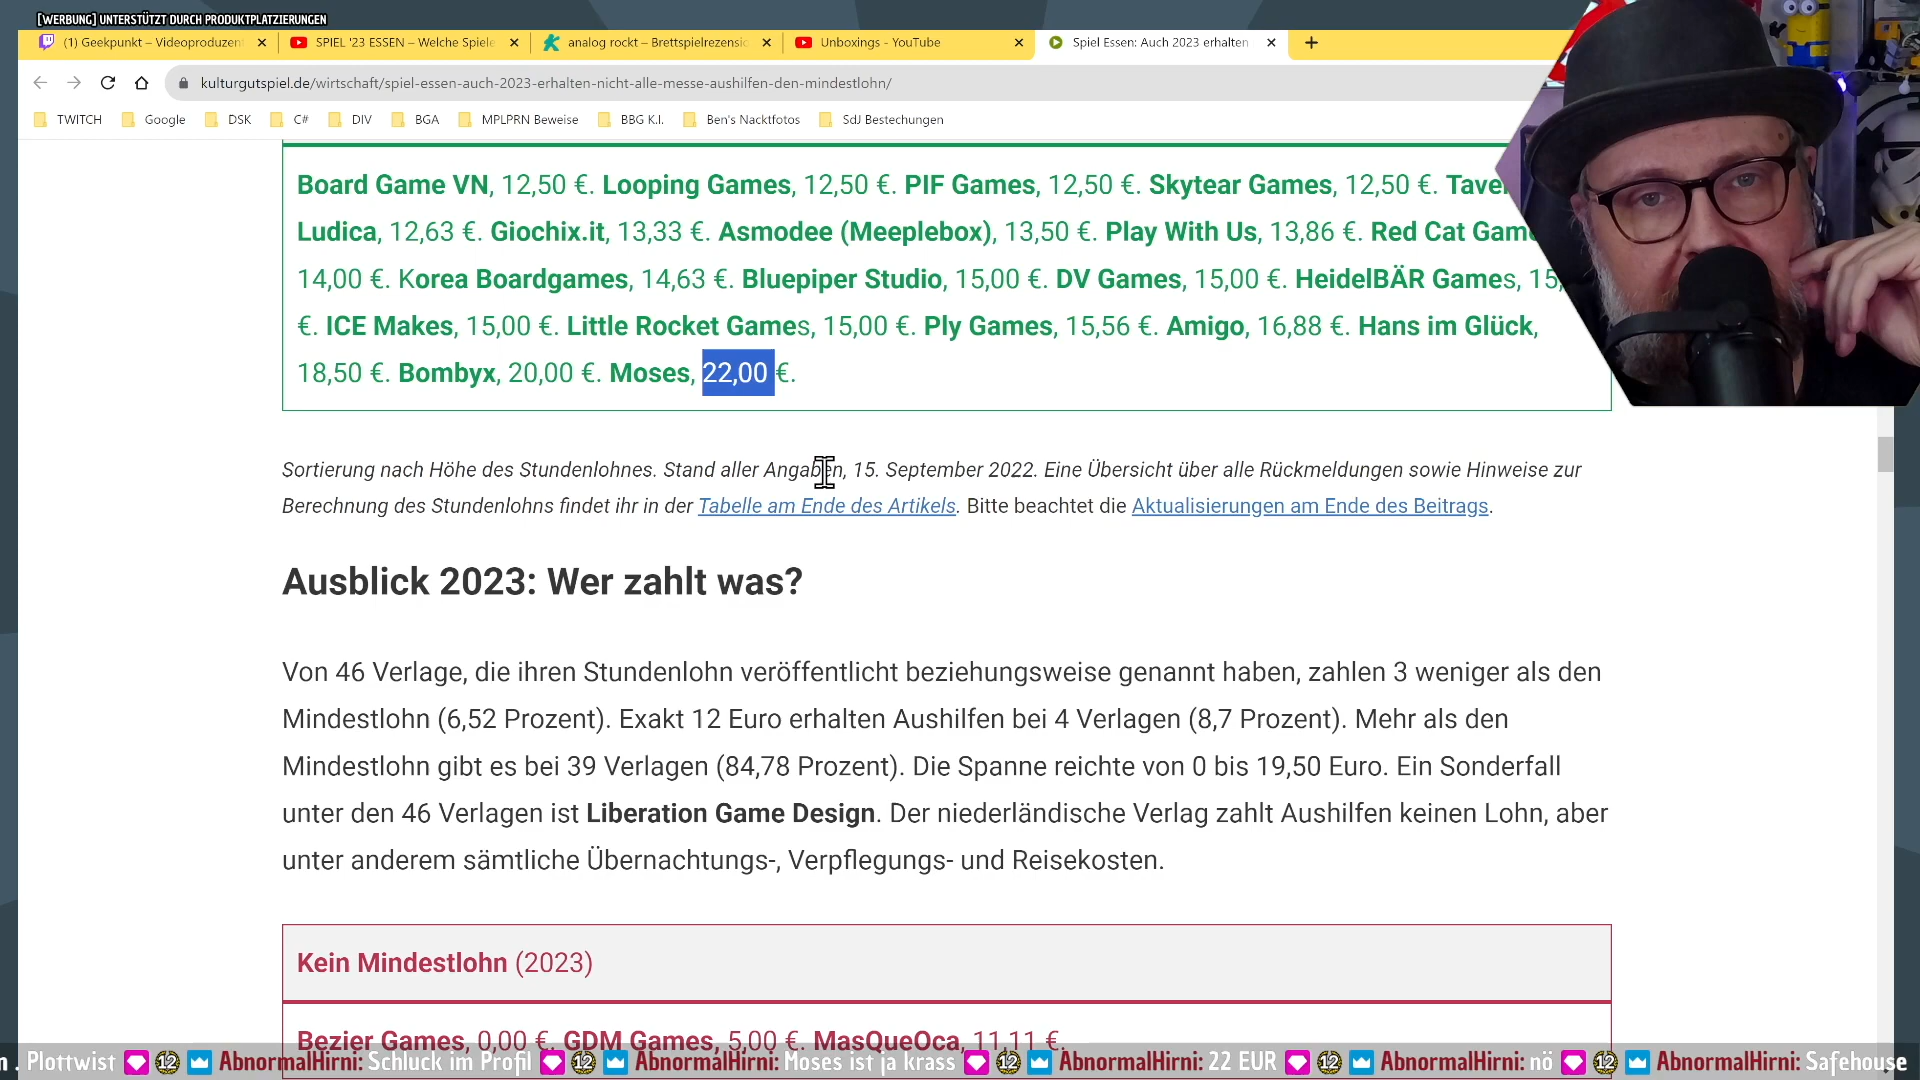 [WERBUNG] UNTERSTÜTZT DURCH PRODUKTPLATZIERUNGEN
(1) Geekpunkt – Videoproduzent
SPIEL '23 ESSEN – Welche Spiele
analog rockt – Brettspielrezensio
Unboxings - YouTube
Spiel Essen: Auch 2023 erhalten
kulturgutspiel.de/wirtschaft/spiel-essen-auch-2023-erhalten-nicht-alle-messe-aushilfen-den-mindestlohn/
TWITCH
Google
DSK
C#
DIV
BGA
MPLPRN Beweise
BBG K.I.
Ben's Nacktfotos
SdJ Bestechungen
Board Game VN, 12,50 €. Looping Games, 12,50 €. PIF Games, 12,50 €. Skytear Games, 12,50 €.
Ludica, 12,63 €. Giochix.it, 13,33 €. Asmodee (Meeplebox), 13,50 €. Play With Us, 13,86 €. Red Cat
14,00 €. Korea Boardgames, 14,63 €. Bluepiper Studio, 15,00 €. DV Games, 15,00 €. HeidelBÄR Games, 15,
€. ICE Makes, 15,00 €. Little Rocket Games, 15,00 €. Ply Games, 15,56 €. Amigo, 16,88 €. Hans im Glück,
18,50 €. Bombyx, 20,00 €. Moses, 22,00 €.
Sortierung nach Höhe des Stundenlohnes. Stand aller Angaben, 15. September 2022. Eine Übersicht über alle Rückmeldungen sowie Hinweise zur
Berechnung des Stundenlohns findet ihr in der Tabelle am Ende des Artikels. Bitte beachtet die Aktualisierungen am Ende des Beitrags.
Ausblick 2023: Wer zahlt was?
Von 46 Verlage, die ihren Stundenlohn veröffentlicht beziehungsweise genannt haben, zahlen 3 weniger als den
Mindestlohn (6,52 Prozent). Exakt 12 Euro erhalten Aushilfen bei 4 Verlagen (8,7 Prozent). Mehr als den
Mindestlohn gibt es bei 39 Verlagen (84,78 Prozent). Die Spanne reichte von 0 bis 19,50 Euro. Ein Sonderfall
unter den 46 Verlagen ist Liberation Game Design. Der niederländische Verlag zahlt Aushilfen keinen Lohn, aber
unter anderem sämtliche Übernachtungs-, Verpflegungs- und Reisekosten.
Kein Mindestlohn (2023)
Bezier Games, 0,00 €. GDM Games, 5,00 €. MasQueOca, 11,11 €.
n . Plottwist 12 AbnormalHirni: Schluck im Profil 12 AbnormalHirni: Moses ist ja krass 12 AbnormalHirni: 22 EUR 12 AbnormalHirni: nö 12 AbnormalHirni: Safehouse